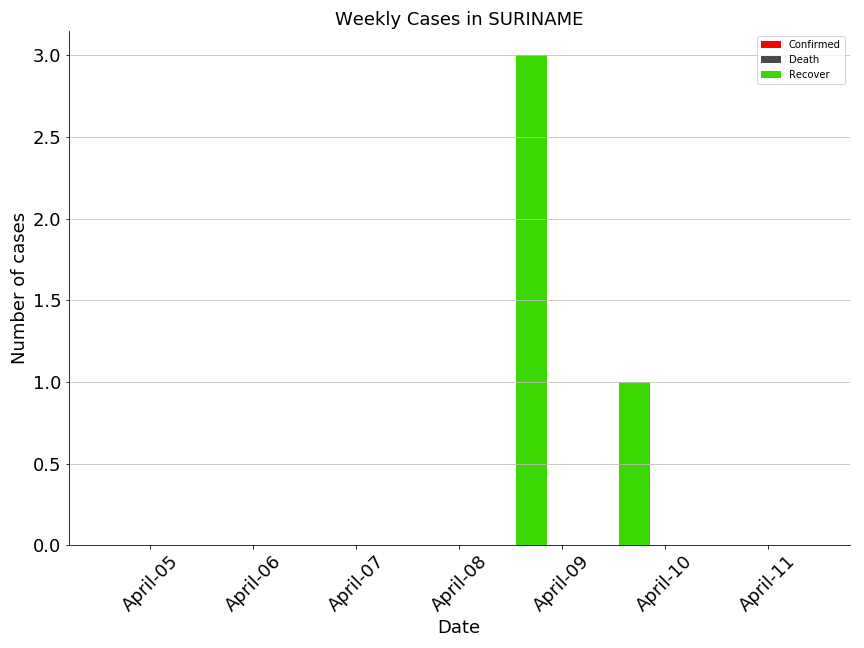 Weekly Cases in SURINAME
Confirmed
Death
Recover
Number of cases
3.0
2.5
2.0
1.5
1.0
0.5
0.0
April-05
April-06
April-07
April-08
April-09
April-10
April-11
Date